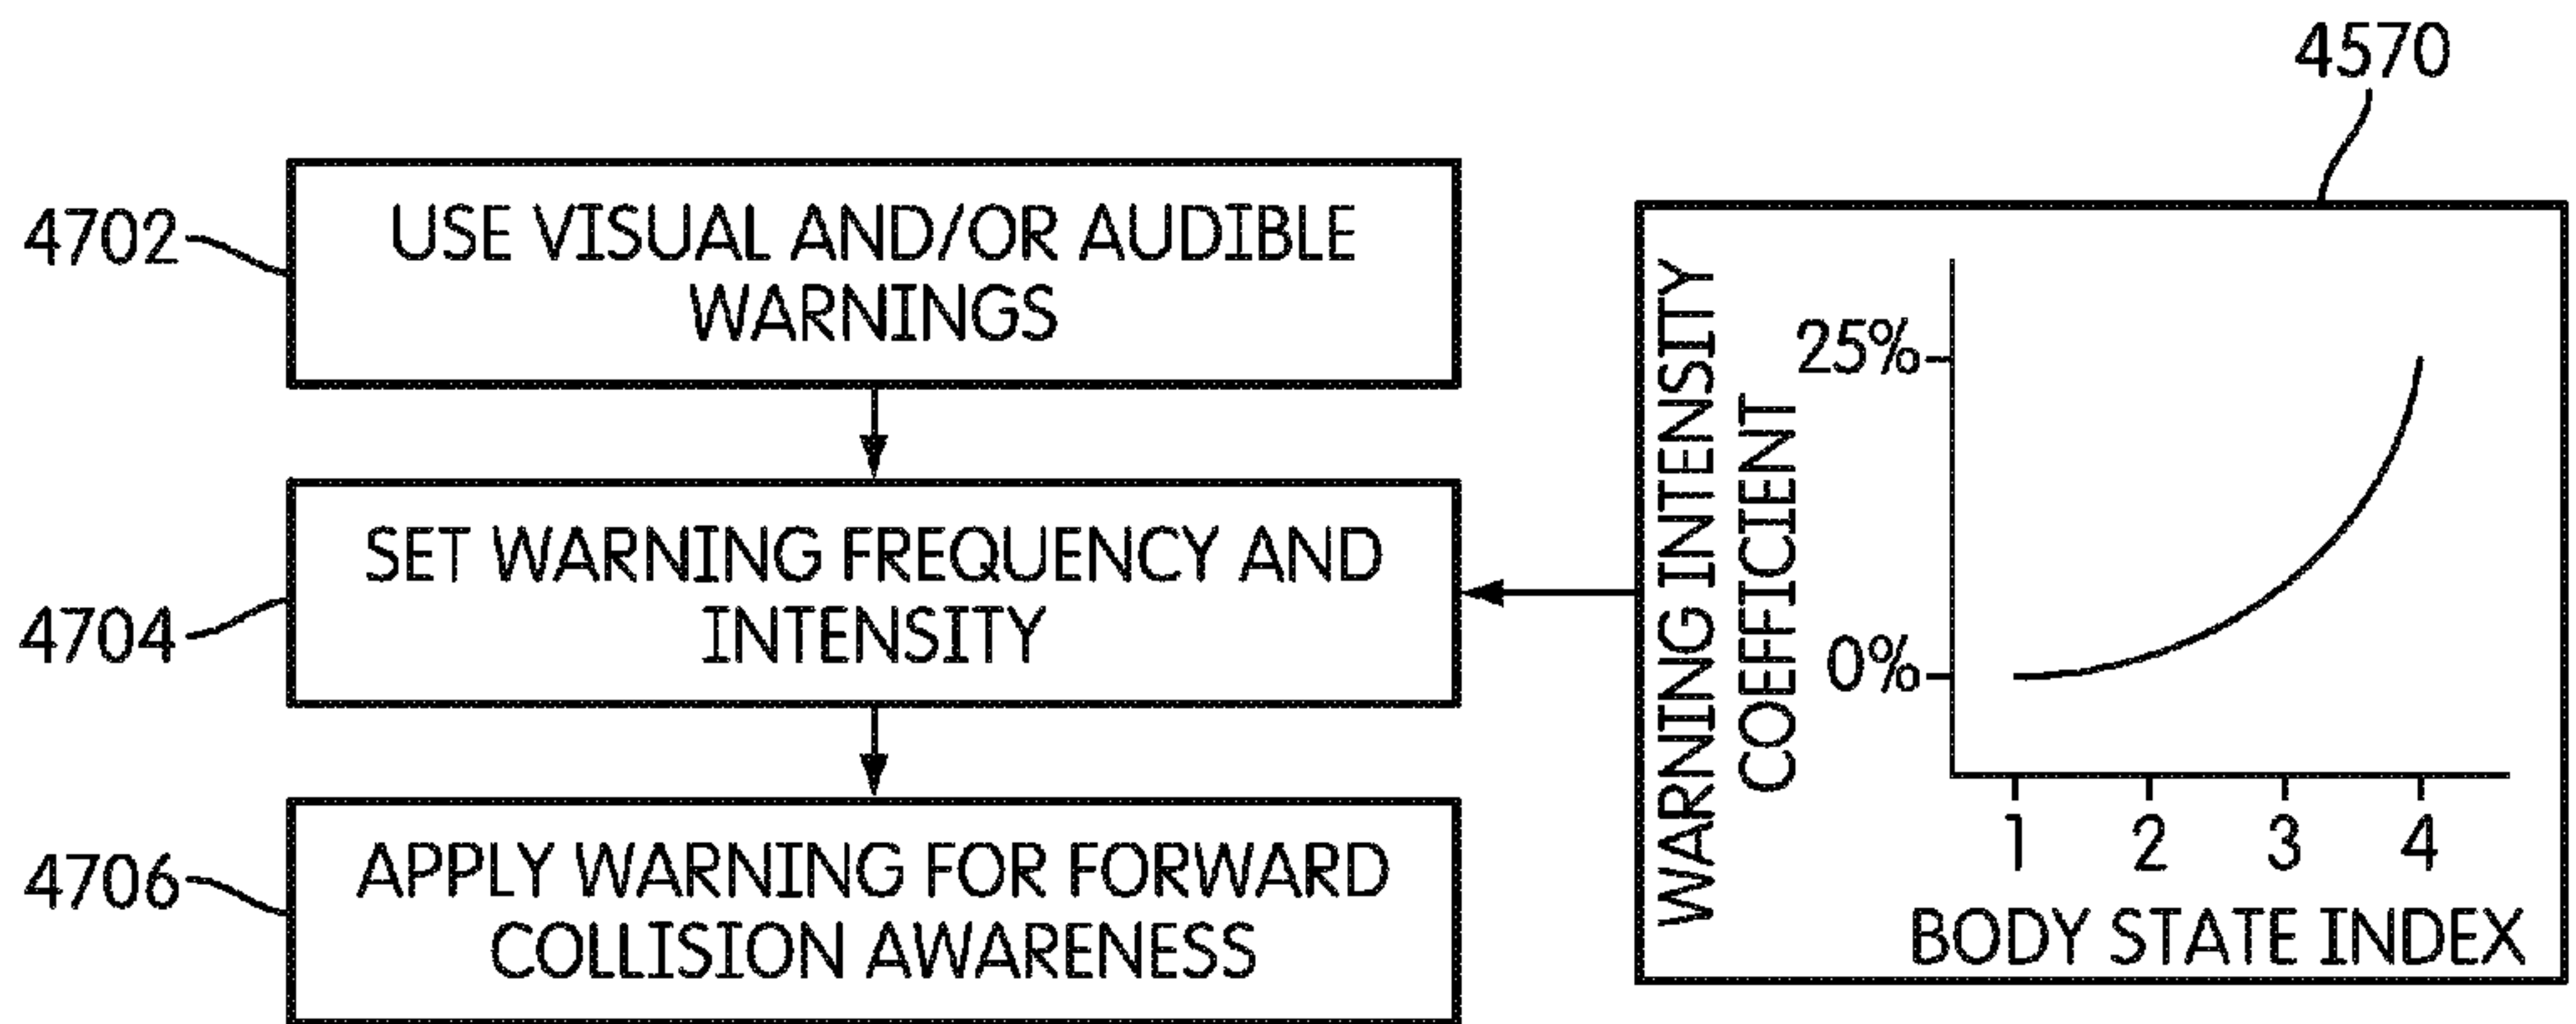 4702
USE VISUAL AND/OR AUDIBLE
WARNINGS
4704
SET WARNING FREQUENCY AND
INTENSITY
4706
APPLY WARNING FOR FORWARD
COLLISION AWARENESS
4570
WARNING INTENSITY
COEFFICIENT
25%
0%
1 2 3 4
BODY STATE INDEX